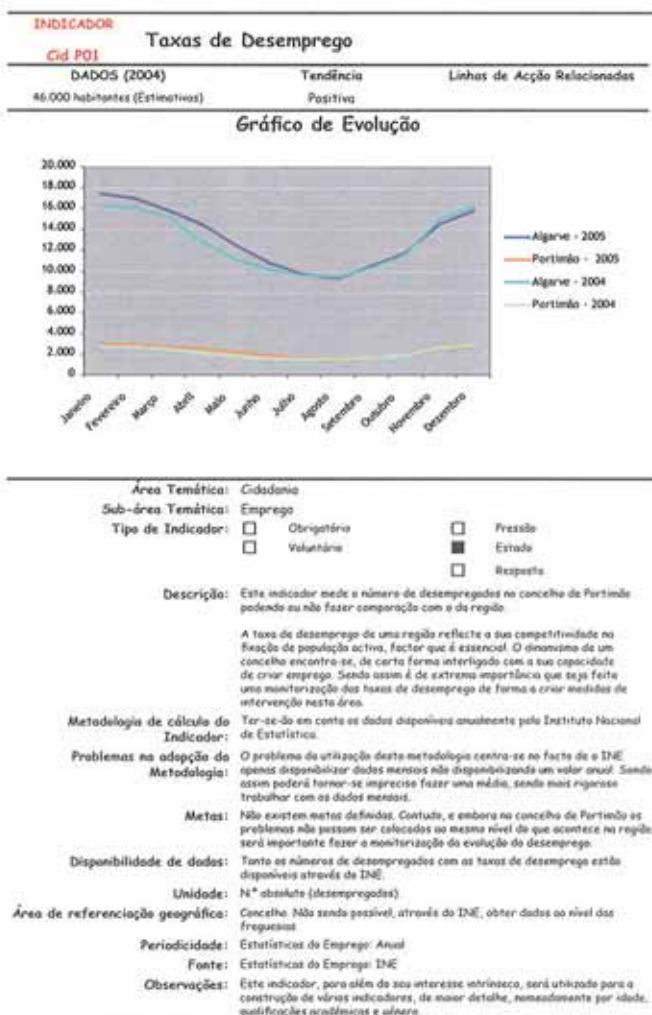 INDICADOR
Cid P01
Taxas de Desemprego
DADOS (2004) Tendência Linhas de Acção Relacionadas
46.000 habitantes (Estimativas) Positiva
Gráfico de Evolução
20.000
18.000
16.000
14.000
12.000
10.000
8.000
6.000
4.000
2.000
0
Algarve - 2005
Portimão - 2005
Algarve - 2004
Portimão - 2004
Janeiro Fevereiro Março Abril Maio Junho Julho Agosto Setembro Outubro Novembro Dezembro
Área Temática: Cidadania
Sub-área Temática: Emprego
Tipo de Indicador: Obrigatório Pressão
Voluntário Estado
Resposta
Descrição: Este indicador mede o número de desempregados no concelho de Portimão
podendo ou não fazer comparação com o da região.
A taxa de desemprego de uma região reflecte a sua competitividade na
fixação de população activa, factor que é essencial. O dinamismo de um
concelho encontra-se, de certa forma interligado com a sua capacidade
de criar emprego. Sendo assim é de extrema importância que seja feita
uma monitorização das taxas de desemprego de forma a criar medidas de
intervenção nesta área.
Metodologia de cálculo do Indicador: Ter-se-ão em conta os dados disponíveis anualmente pelo Instituto Nacional
de Estatística.
Problemas na adopção da Metodologia: O problema da utilização desta metodologia centra-se no facto de o INE
apenas disponibilizar dados mensais não disponibilizando um valor anual. Sendo
assim poderá tornar-se impreciso fazer uma média, sendo mais rigoroso
trabalhar com os dados mensais.
Metas: Não existem metas definidas. Contudo, e embora no concelho de Portimão os
problemas não possam ser colocados ao mesmo nível do que acontece na região
será importante fazer a monitorização da evolução do desemprego.
Disponibilidade de dados: Tanto os números de desempregados com as taxas de desemprego estão
disponíveis através do INE.
Unidade: N.º absoluto (desempregados)
Área de referenciação geográfica: Concelho. Não sendo possível, através do INE, obter dados ao nível das
freguesias
Periodicidade: Estatísticas do Emprego: Anual
Fonte: Estatísticas do Emprego: INE
Observações: Este indicador, para além do seu interesse intrínseco, será utilizado para a
construção de vários indicadores, de maior detalhe, nomeadamente por idade,
qualificações académicas e género.